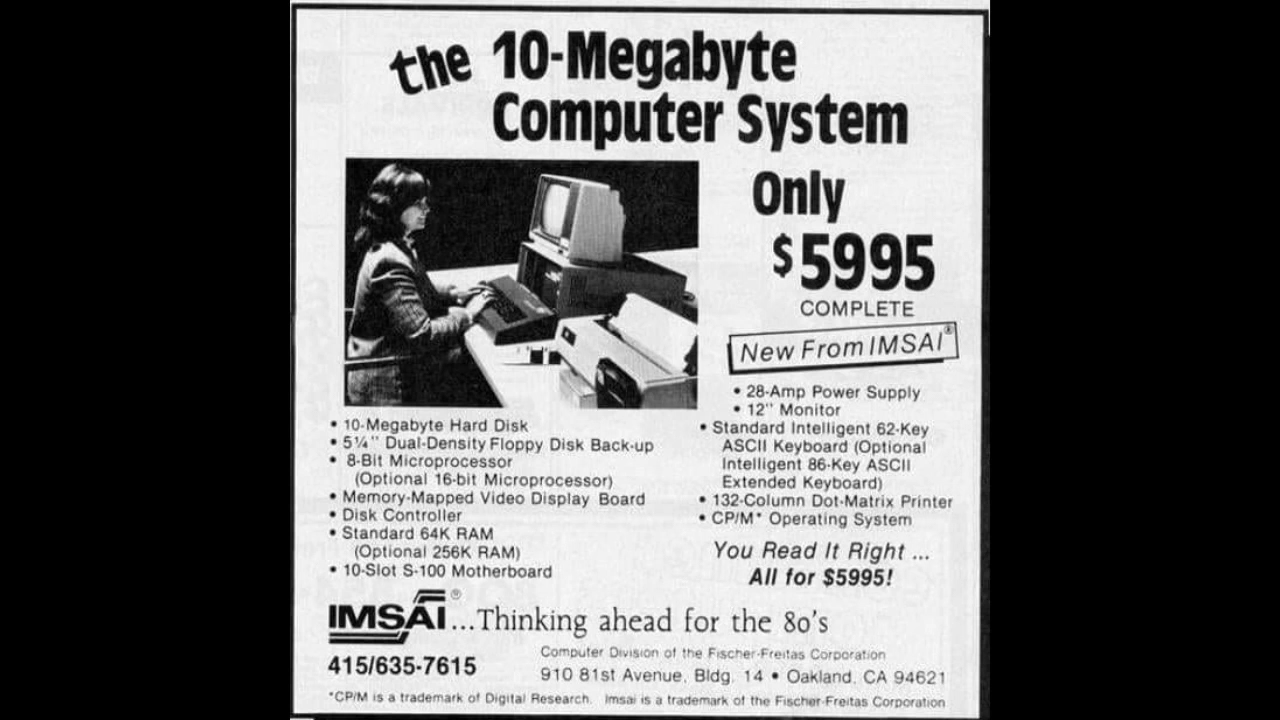 the 10-Megabyte
Computer System
Only
$5995
COMPLETE
New From IMSAI®
• 10-Megabyte Hard Disk
• 5¼" Dual-Density Floppy Disk Back-up
• 8-Bit Microprocessor
(Optional 16-bit Microprocessor)
• Memory-Mapped Video Display Board
• Disk Controller
• Standard 64K RAM
(Optional 256K RAM)
• 10-Slot S-100 Motherboard
• 28-Amp Power Supply
• 12" Monitor
• Standard Intelligent 62-Key
ASCII Keyboard (Optional
Intelligent 86-Key ASCII
Extended Keyboard)
• 132-Column Dot-Matrix Printer
• CP/M* Operating System
You Read It Right ...
All for $5995!
IMSAI® ...Thinking ahead for the 80's
415/635-7615
Computer Division of the Fischer-Freitas Corporation
910 81st Avenue, Bldg. 14 • Oakland, CA 94621
*CP/M is a trademark of Digital Research. Imsai is a trademark of the Fischer-Freitas Corporation